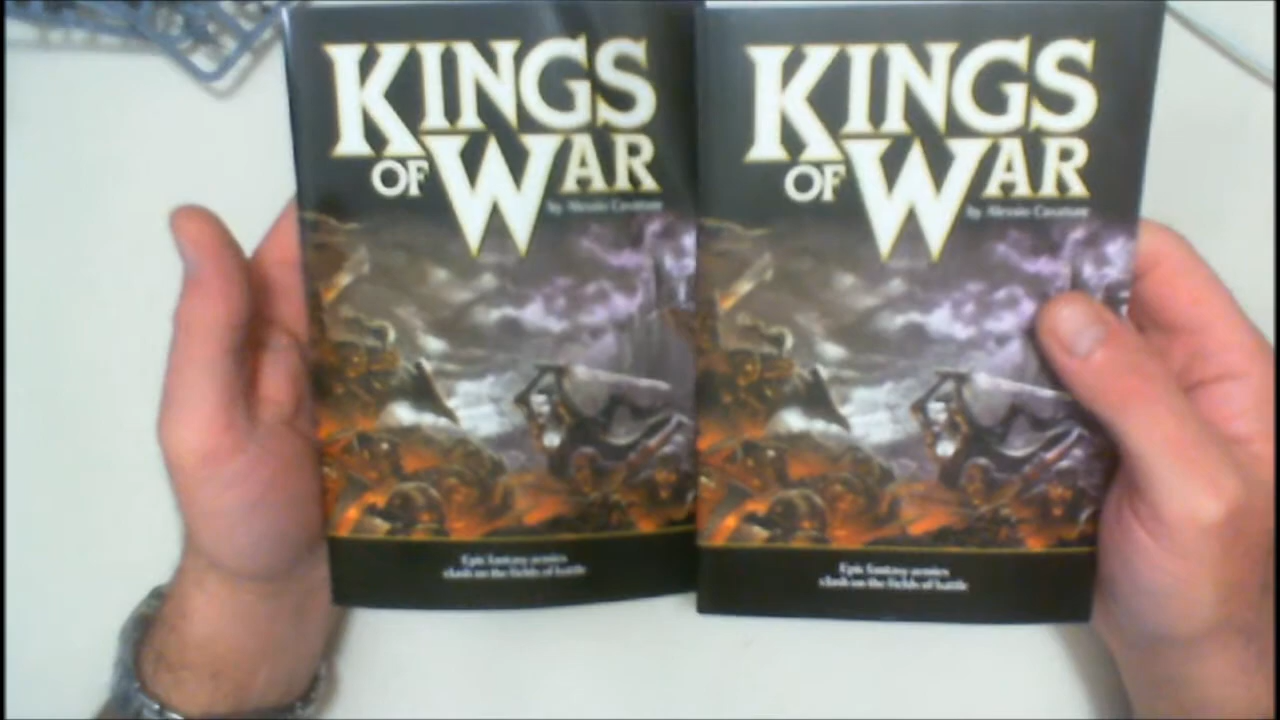 KINGS
OF WAR
by Alessio Cavatore
Epic fantasy armies
clash on the fields of battle
KINGS
OF WAR
by Alessio Cavatore
Epic fantasy armies
clash on the fields of battle